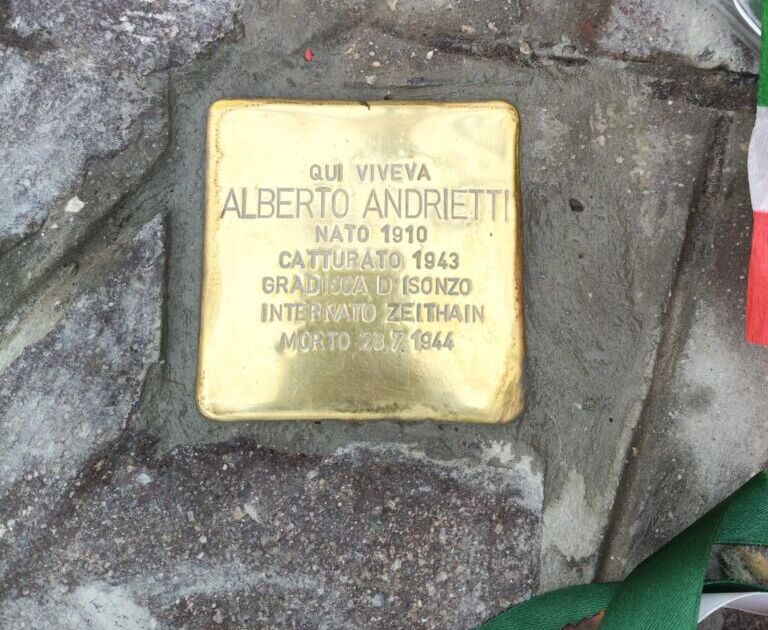 QUI VIVEVA
ALBERTO ANDRIETTI
NATO 1910
CATTURATO 1943
GRADISCA D'ISONZO
INTERNATO ZEITHAIN
MORTO 28.7.1944